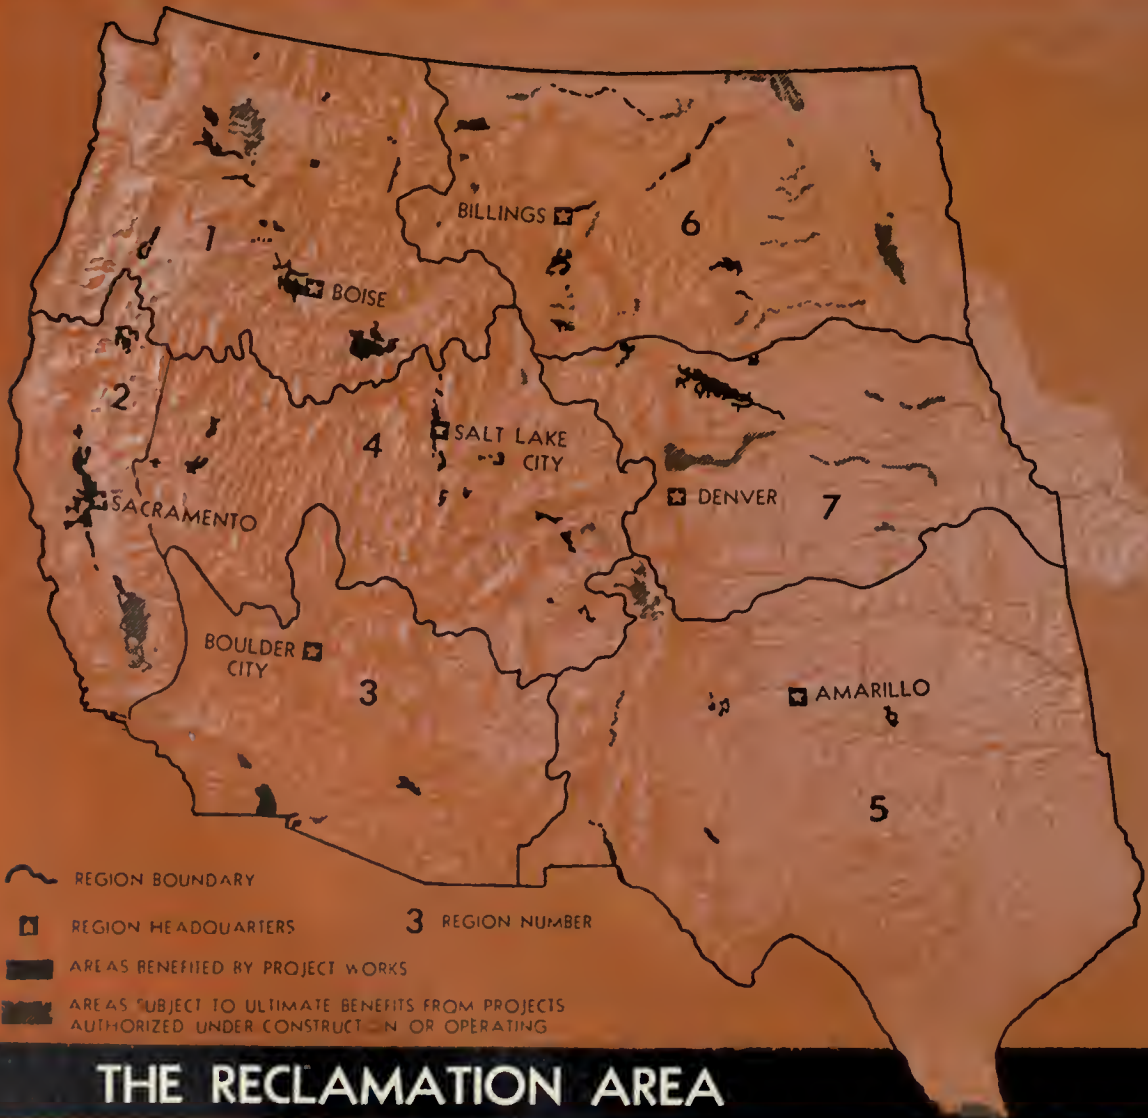 1
BILLINGS
6
BOISE
2
4
SALT LAKE
CITY
SACRAMENTO
DENVER
7
BOULDER
CITY
3
AMARILLO
5
REGION BOUNDARY
REGION HEADQUARTERS
3 REGION NUMBER
AREAS BENEFITED BY PROJECT WORKS
AREAS SUBJECT TO ULTIMATE BENEFITS FROM PROJECTS
AUTHORIZED UNDER CONSTRUCTION OR OPERATING
THE RECLAMATION AREA